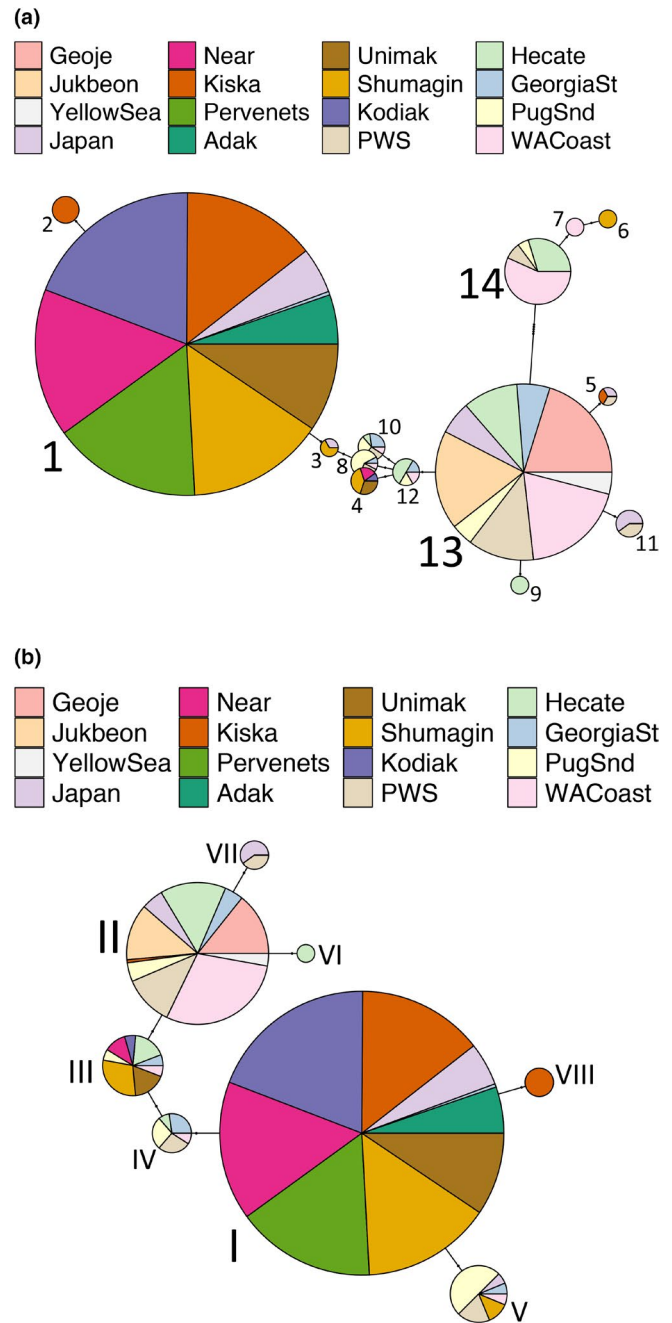 (a)
Geoje Near Unimak Hecate
Jukbeon Kiska Shumagin GeorgiaSt
YellowSea Pervenets Kodiak PugSnd
Japan Adak PWS WACoast
2
7
6
14
1
5
10
3
8
12
4
13
11
9
(b)
Geoje Near Unimak Hecate
Jukbeon Kiska Shumagin GeorgiaSt
YellowSea Pervenets Kodiak PugSnd
Japan Adak PWS WACoast
VII
II
VI
III
VIII
IV
I
V